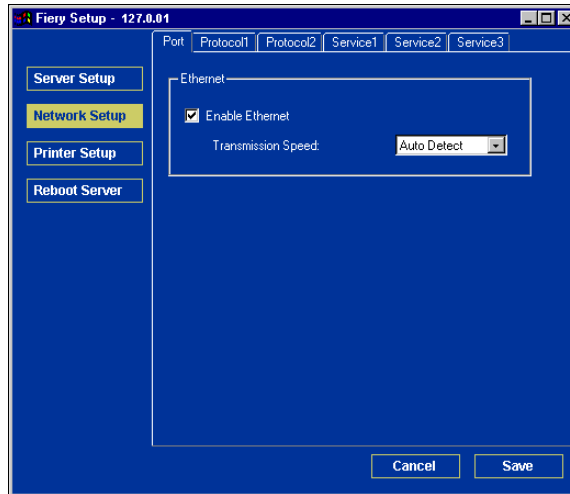 Fiery Setup - 127.0.01
Port Protocol1 Protocol2 Service1 Service2 Service3
Server Setup
Network Setup
Printer Setup
Reboot Server
Ethernet
Enable Ethernet
Transmission Speed: Auto Detect
Cancel Save